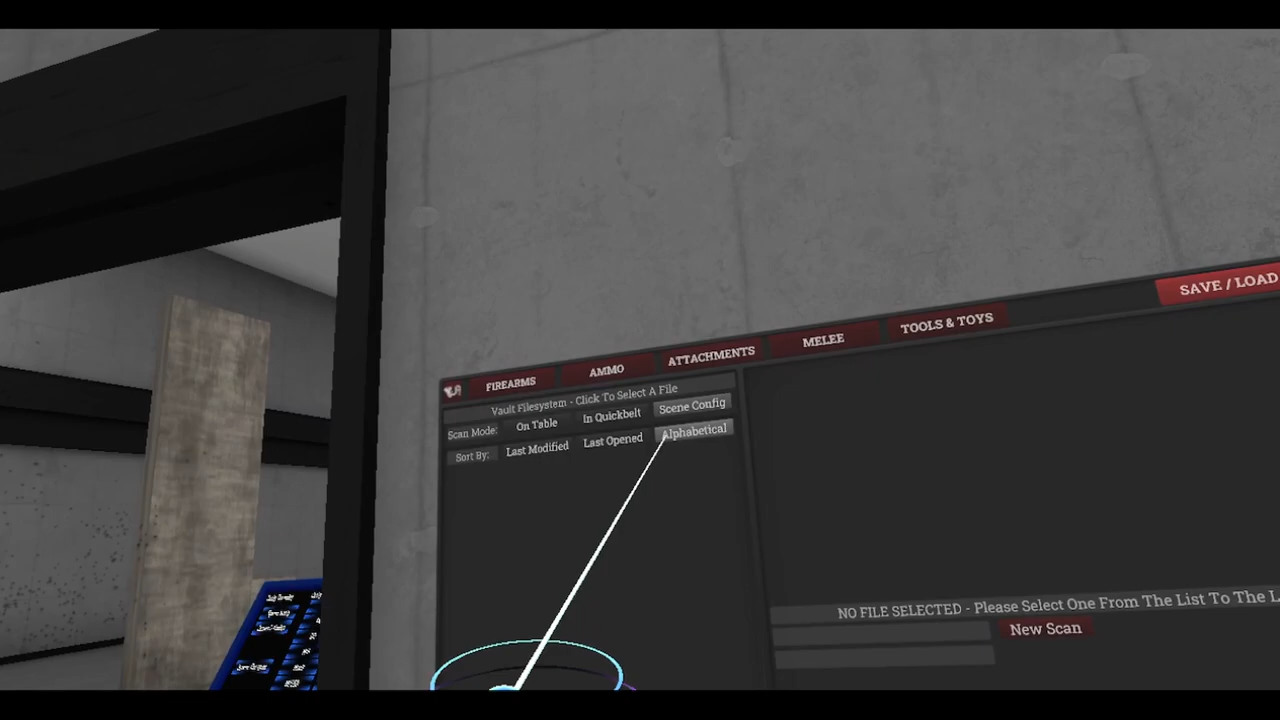 SAVE / LOAD
FIREARMS AMMO ATTACHMENTS MELEE TOOLS & TOYS
Vault Filesystem - Click To Select A File
Scan Mode: On Table In Quickbelt Scene Config
Sort By: Last Modified Last Opened Alphabetical
NO FILE SELECTED - Please Select One From The List To The L
New Scan